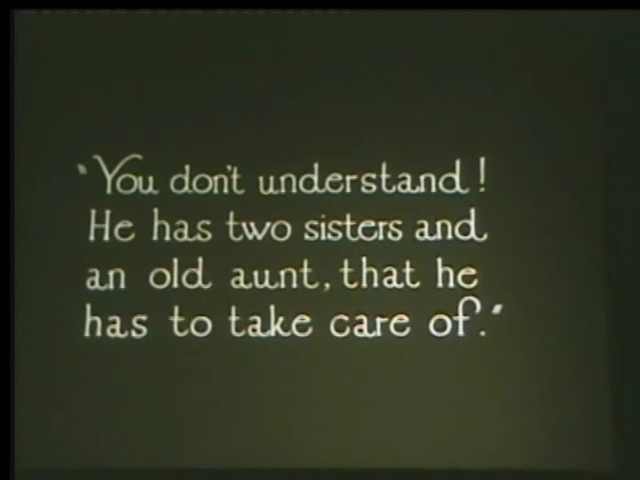 "You don't understand!
He has two sisters and
an old aunt, that he
has to take care of."